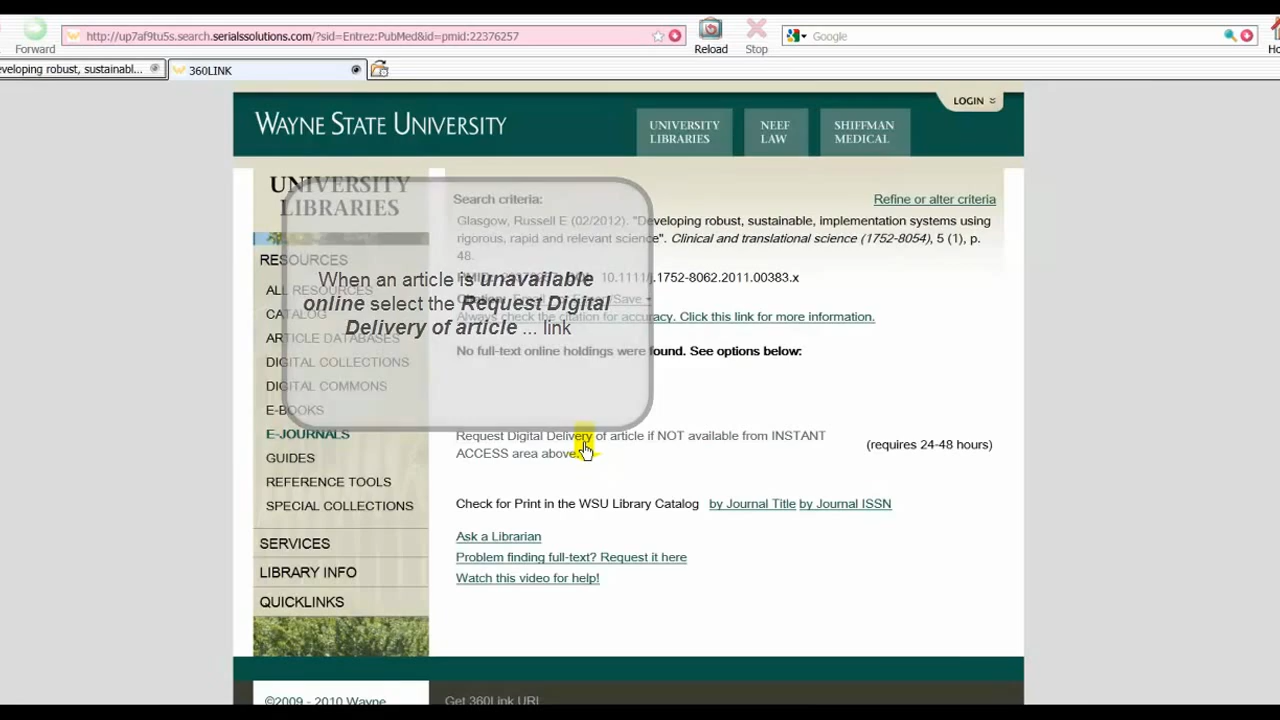 Forward
http://up7af9tu5s.search.serialssolutions.com/?sid=Entrez:PubMed&id=pmid:22376257
Reload
Stop
Google
eveloping robust, sustainabl...
360LINK
LOGIN
WAYNE STATE UNIVERSITY
UNIVERSITY
LIBRARIES
NEEF
LAW
SHIFFMAN
MEDICAL
UNIVERSITY
LIBRARIES
RESOURCES
ALL RESOURCES
CATALOG
ARTICLE DATABASES
DIGITAL COLLECTIONS
DIGITAL COMMONS
E-BOOKS
E-JOURNALS
GUIDES
REFERENCE TOOLS
SPECIAL COLLECTIONS
SERVICES
LIBRARY INFO
QUICKLINKS
When an article is unavailable
online select the Request Digital
Delivery of article ... link
Search criteria:
Refine or alter criteria
Glasgow, Russell E (02/2012). "Developing robust, sustainable, implementation systems using
rigorous, rapid and relevant science". Clinical and translational science (1752-8054), 5 (1), p.
48.
10.1111/j.1752-8062.2011.00383.x
Save
Always check the citation for accuracy. Click this link for more information.
No full-text online holdings were found. See options below:
Request Digital Delivery of article if NOT available from INSTANT
ACCESS area above.
(requires 24-48 hours)
Check for Print in the WSU Library Catalog by Journal Title by Journal ISSN
Ask a Librarian
Problem finding full-text? Request it here
Watch this video for help!
©2009 - 2010 Wayne
Get 360Link URL